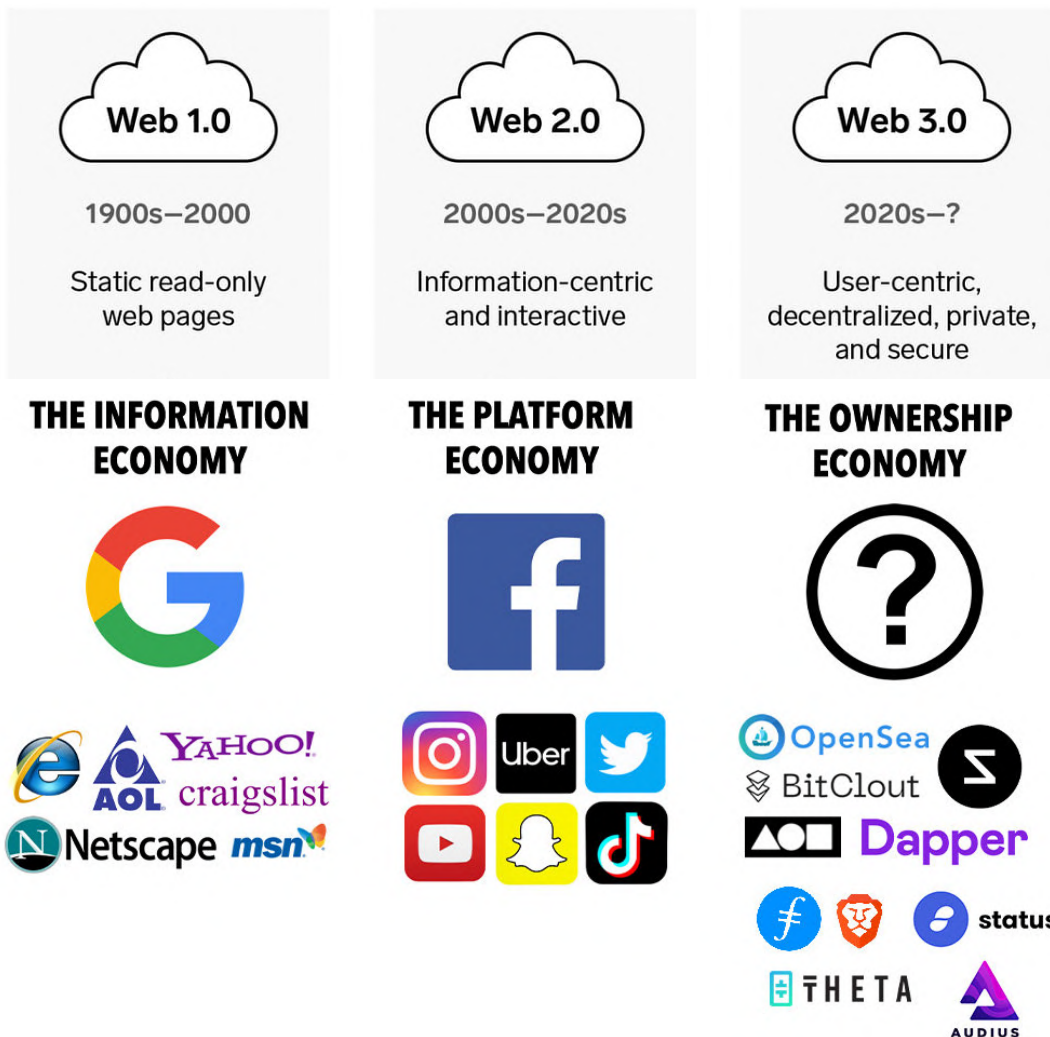 Web 1.0
1900s–2000
Static read-only
web pages
THE INFORMATION
ECONOMY
YAHOO!
AOL
craigslist
Netscape
msn
Web 2.0
2000s–2020s
Information-centric
and interactive
THE PLATFORM
ECONOMY
Uber
Web 3.0
2020s–?
User-centric,
decentralized, private,
and secure
THE OWNERSHIP
ECONOMY
?
OpenSea
BitClout
Dapper
status
THETA
AUDIUS